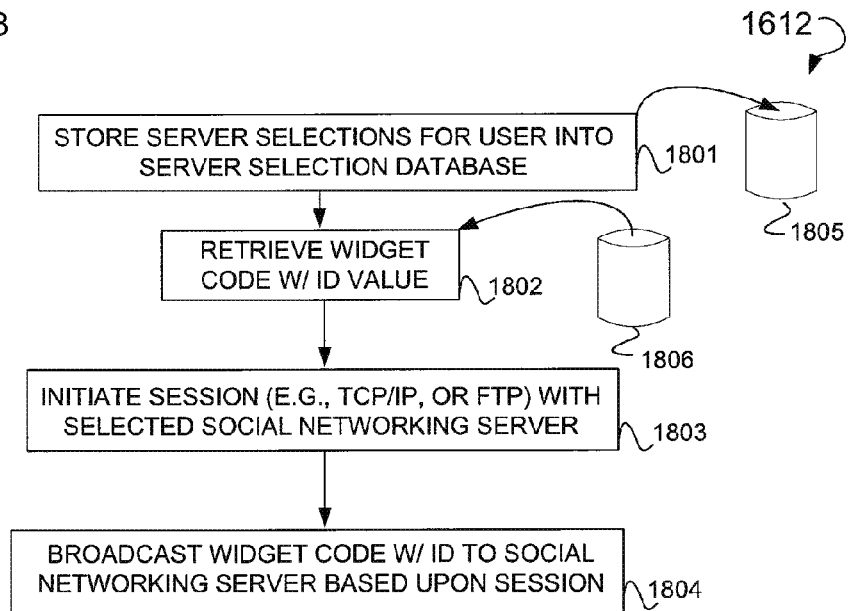 1612
STORE SERVER SELECTIONS FOR USER INTO
SERVER SELECTION DATABASE
1801
1805
RETRIEVE WIDGET
CODE W/ ID VALUE
1802
1806
INITIATE SESSION (E.G., TCP/IP, OR FTP) WITH
SELECTED SOCIAL NETWORKING SERVER
1803
BROADCAST WIDGET CODE W/ ID TO SOCIAL
NETWORKING SERVER BASED UPON SESSION
1804